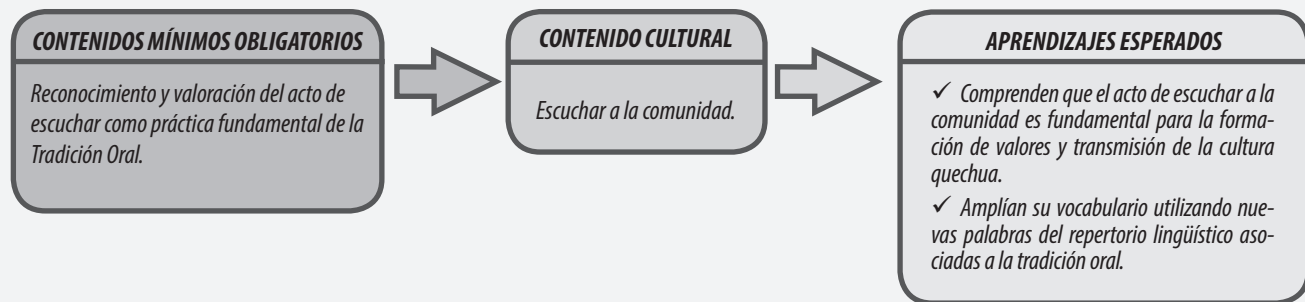 CONTENIDOS MÍNIMOS OBLIGATORIOS
Reconocimiento y valoración del acto de
escuchar como práctica fundamental de la
Tradición Oral.
CONTENIDO CULTURAL
Escuchar a la comunidad.
APRENDIZAJES ESPERADOS
✓ Comprenden que el acto de escuchar a la
comunidad es fundamental para la forma-
ción de valores y transmisión de la cultura
quechua.
✓ Amplían su vocabulario utilizando nue-
vas palabras del repertorio lingüístico aso-
ciadas a la tradición oral.